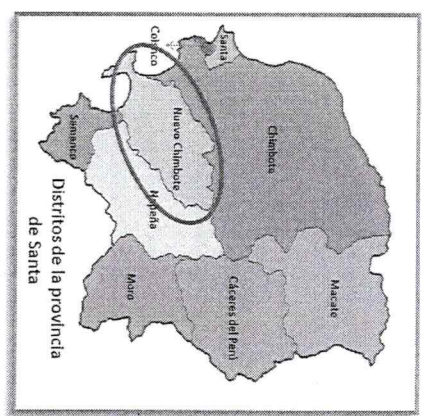 Santa
Coishco
Chimbote
Macate
Nuevo Chimbote
Cáceres del Perú
Nepeña
Samanco
Moro
Distritos de la provincia
de Santa